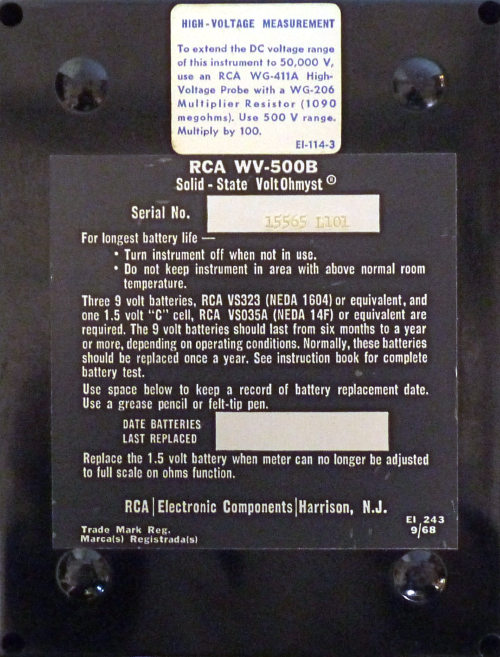 HIGH-VOLTAGE MEASUREMENT
To extend the DC voltage range
of this instrument to 50,000 V,
use an RCA WG-411A High-
Voltage Probe with a WG-206
Multiplier Resistor (1090
megohms). Use 500 V range.
Multiply by 100.
EI-114-3
RCA WV-500B
Solid-State VoltOhmyst ®
Serial No. 15565 L101
For longest battery life —
• Turn instrument off when not in use.
• Do not keep instrument in area with above normal room
temperature.
Three 9 volt batteries, RCA VS323 (NEDA 1604) or equivalent, and
one 1.5 volt "C" cell, RCA VS035A (NEDA 14F) or equivalent are
required. The 9 volt batteries should last from six months to a year
or more, depending on operating conditions. Normally, these batteries
should be replaced once a year. See instruction book for complete
battery test.
Use space below to keep a record of battery replacement date.
Use a grease pencil or felt-tip pen.
DATE BATTERIES
LAST REPLACED
Replace the 1.5 volt battery when meter can no longer be adjusted
to full scale on ohms function.
RCA|Electronic Components|Harrison, N.J.
Trade Mark Reg.
Marca(s) Registrada(s)
EI 243
9/68